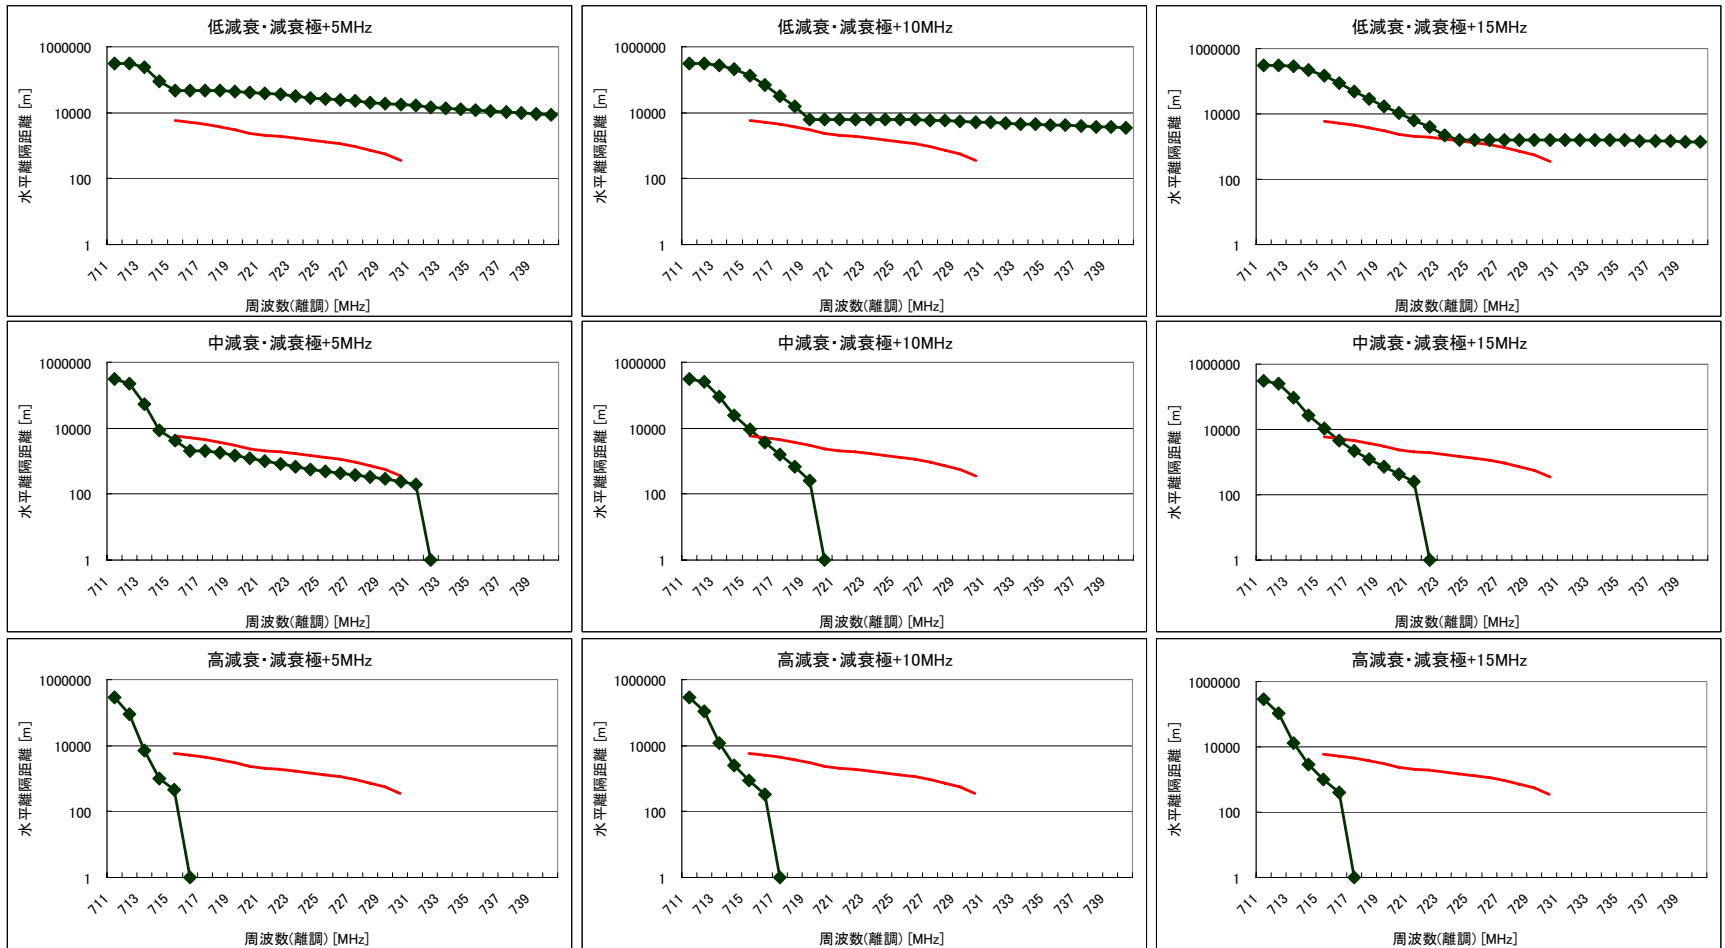 低減衰・減衰極+5MHz
水平離隔距離 [m]
1000000
10000
100
1
711 713 715 717 719 721 723 725 727 729 731 733 735 737 739
周波数(離調) [MHz]
低減衰・減衰極+10MHz
水平離隔距離 [m]
1000000
10000
100
1
711 713 715 717 719 721 723 725 727 729 731 733 735 737 739
周波数(離調) [MHz]
低減衰・減衰極+15MHz
水平離隔距離 [m]
1000000
10000
100
1
711 713 715 717 719 721 723 725 727 729 731 733 735 737 739
周波数(離調) [MHz]
中減衰・減衰極+5MHz
水平離隔距離 [m]
1000000
10000
100
1
711 713 715 717 719 721 723 725 727 729 731 733 735 737 739
周波数(離調) [MHz]
中減衰・減衰極+10MHz
水平離隔距離 [m]
1000000
10000
100
1
711 713 715 717 719 721 723 725 727 729 731 733 735 737 739
周波数(離調) [MHz]
中減衰・減衰極+15MHz
水平離隔距離 [m]
1000000
10000
100
1
711 713 715 717 719 721 723 725 727 729 731 733 735 737 739
周波数(離調) [MHz]
高減衰・減衰極+5MHz
水平離隔距離 [m]
1000000
10000
100
1
711 713 715 717 719 721 723 725 727 729 731 733 735 737 739
周波数(離調) [MHz]
高減衰・減衰極+10MHz
水平離隔距離 [m]
1000000
10000
100
1
711 713 715 717 719 721 723 725 727 729 731 733 735 737 739
周波数(離調) [MHz]
高減衰・減衰極+15MHz
水平離隔距離 [m]
1000000
10000
100
1
711 713 715 717 719 721 723 725 727 729 731 733 735 737 739
周波数(離調) [MHz]